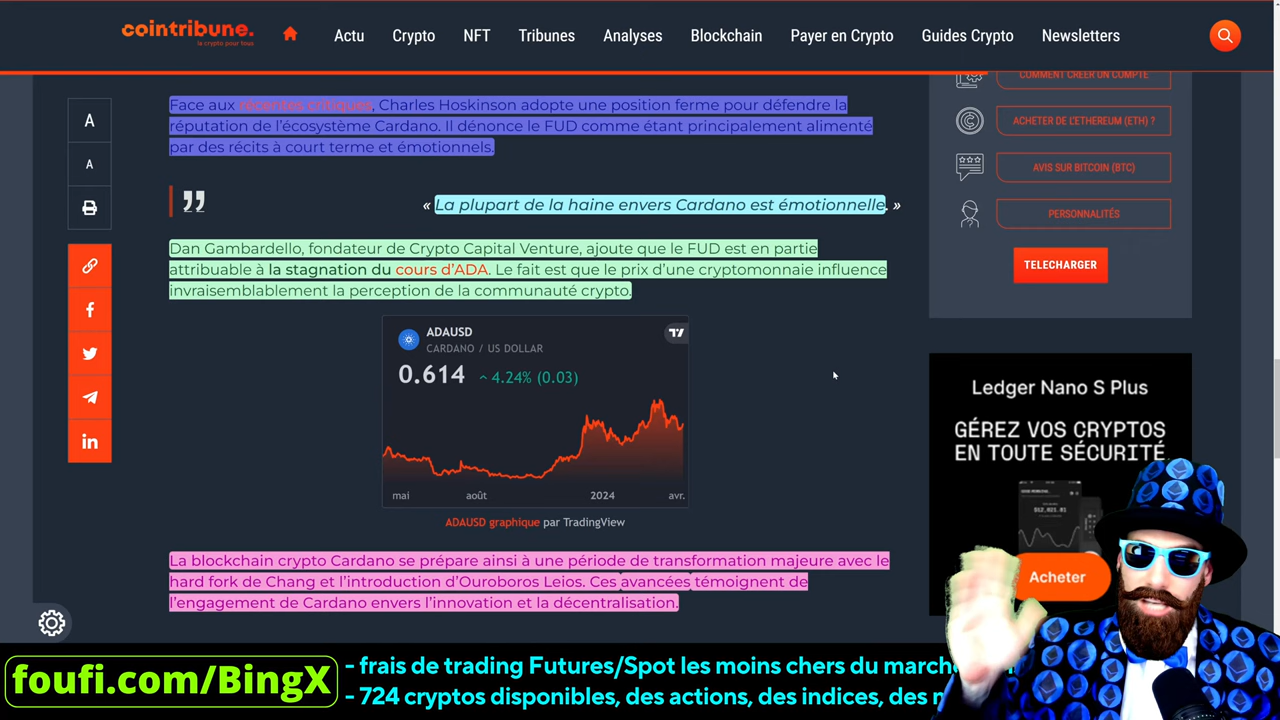 cointribune.
la crypto pour tous
Actu
Crypto
NFT
Tribunes
Analyses
Blockchain
Payer en Crypto
Guides Crypto
Newsletters
A
A
Face aux récentes critiques, Charles Hoskinson adopte une position ferme pour défendre la
réputation de l'écosystème Cardano. Il dénonce le FUD comme étant principalement alimenté
par des récits à court terme et émotionnels.
« La plupart de la haine envers Cardano est émotionnelle. »
Dan Gambardello, fondateur de Crypto Capital Venture, ajoute que le FUD est en partie
attribuable à la stagnation du cours d'ADA. Le fait est que le prix d'une cryptomonnaie influence
invraisemblablement la perception de la communauté crypto.
ADAUSD
CARDANO / US DOLLAR
0.614
4.24% (0.03)
mai
août
2024
avr.
ADAUSD graphique par TradingView
La blockchain crypto Cardano se prépare ainsi à une période de transformation majeure avec le
hard fork de Chang et l'introduction d'Ouroboros Leios. Ces avancées témoignent de
l'engagement de Cardano envers l'innovation et la décentralisation.
COMMENT CRÉER UN COMPTE
ACHETER DE L'ETHEREUM (ETH) ?
AVIS SUR BITCOIN (BTC)
PERSONNALITÉS
TELECHARGER
Ledger Nano S Plus
GÉREZ VOS CRYPTOS
EN TOUTE SÉCURITÉ.
Acheter
foufi.com/BingX
- frais de trading Futures/Spot les moins chers du march
- 724 cryptos disponibles, des actions, des indices, des m